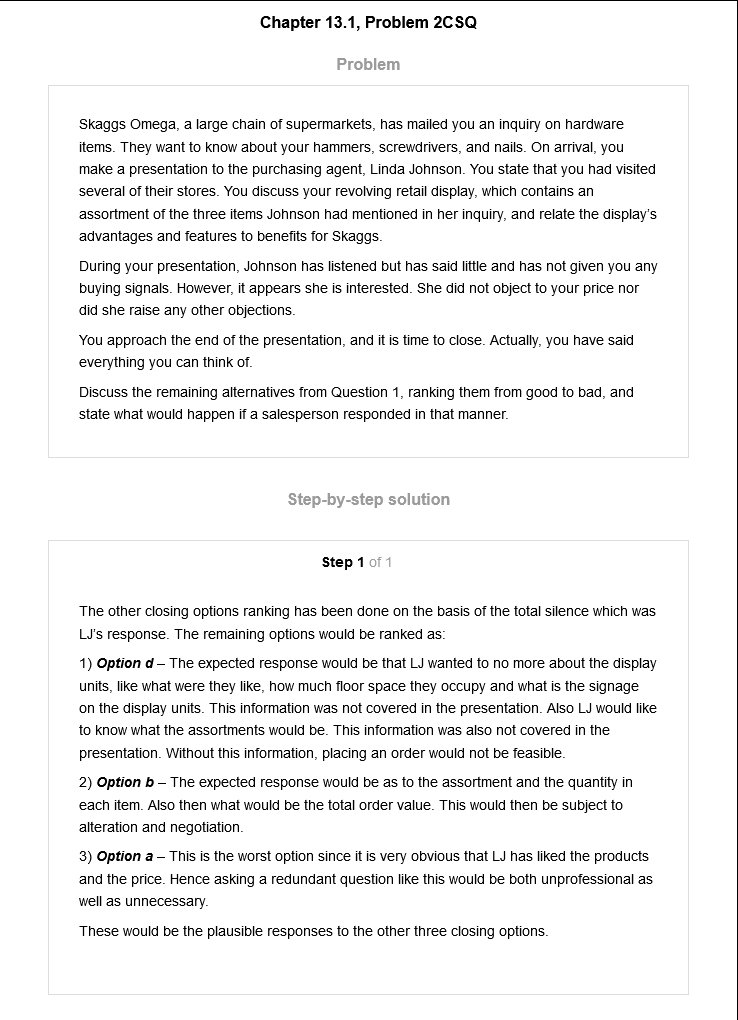 Chapter 13.1, Problem 2CSQ
Problem
Skaggs Omega, a large chain of supermarkets, has mailed you an inquiry on hardware
items. They want to know about your hammers, screwdrivers, and nails. On arrival, you
make a presentation to the purchasing agent, Linda Johnson. You state that you had visited
several of their stores. You discuss your revolving retail display, which contains an
assortment of the three items Johnson had mentioned in her inquiry, and relate the display's
advantages and features to benefits for Skaggs.
During your presentation, Johnson has listened but has said little and has not given you any
buying signals. However, it appears she is interested. She did not object to your price nor
did she raise any other objections.
You approach the end of the presentation, and it is time to close. Actually, you have said
everything you can think of.
Discuss the remaining alternatives from Question 1, ranking them from good to bad, and
state what would happen if a salesperson responded in that manner.
Step-by-step solution
Step 1 of 1
The other closing options ranking has been done on the basis of the total silence which was
LJ's response. The remaining options would be ranked as:
1) Option d – The expected response would be that LJ wanted to no more about the display
units, like what were they like, how much floor space they occupy and what is the signage
on the display units. This information was not covered in the presentation. Also LJ would like
to know what the assortments would be. This information was also not covered in the
presentation. Without this information, placing an order would not be feasible.
2) Option b – The expected response would be as to the assortment and the quantity in
each item. Also then what would be the total order value. This would then be subject to
alteration and negotiation.
3) Option a – This is the worst option since it is very obvious that LJ has liked the products
and the price. Hence asking a redundant question like this would be both unprofessional as
well as unnecessary.
These would be the plausible responses to the other three closing options.